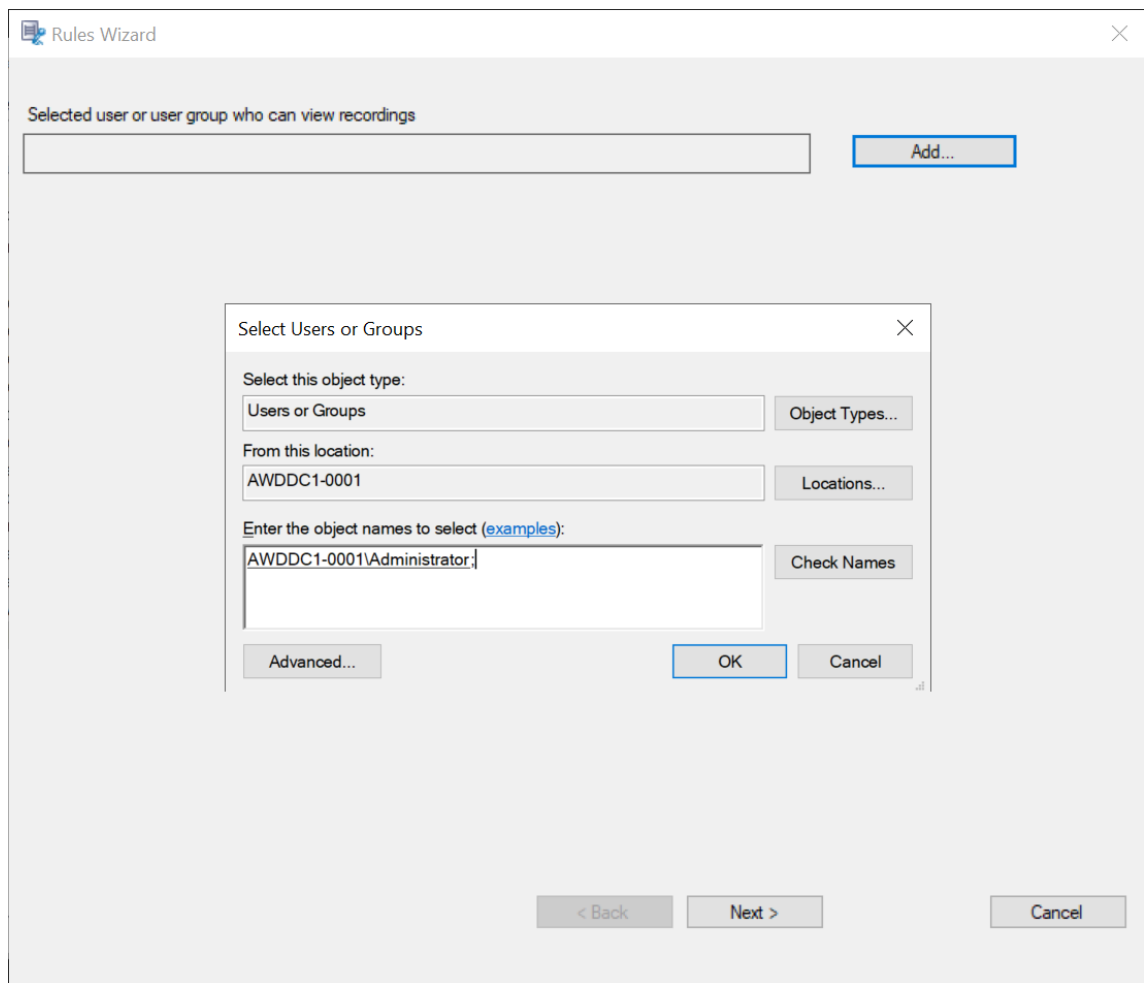 Rules Wizard
Selected user or user group who can view recordings
Add...
Select Users or Groups
Select this object type:
Users or Groups
Object Types...
From this location:
AWDDC1-0001
Locations...
Enter the object names to select (examples):
AWDDC1-0001\Administrator;
Check Names
Advanced...
OK
Cancel
< Back
Next >
Cancel